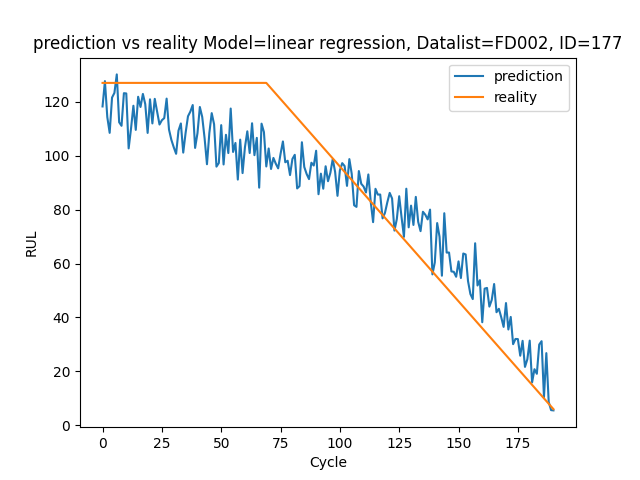 prediction vs reality Model=linear regression, Datalist=FD002, ID=177
prediction
reality
RUL
120
100
80
60
40
20
0
0 25 50 75 100 125 150 175
Cycle